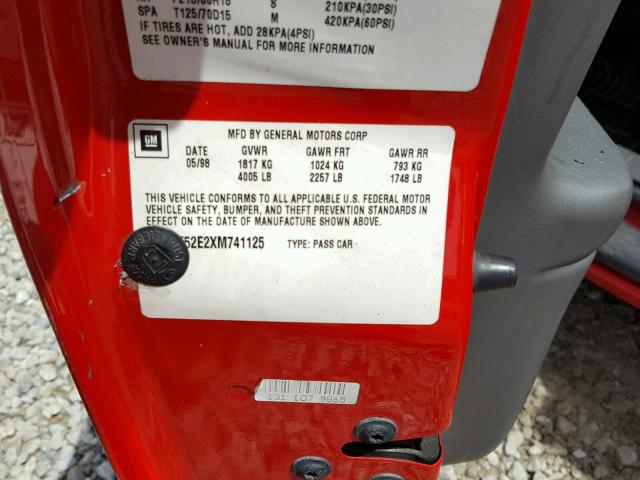 SPA T125/70D15 M 420KPA(60PSI)
210KPA(30PSI)
IF TIRES ARE HOT, ADD 28KPA(4PSI)
SEE OWNER'S MANUAL FOR MORE INFORMATION
GM
MFD BY GENERAL MOTORS CORP
DATE GVWR GAWR FRT GAWR RR
05/98 1817 KG 1024 KG 793 KG
4005 LB 2257 LB 1748 LB
THIS VEHICLE CONFORMS TO ALL APPLICABLE U.S. FEDERAL MOTOR
VEHICLE SAFETY, BUMPER, AND THEFT PREVENTION STANDARDS IN
EFFECT ON THE DATE OF MANUFACTURE SHOWN ABOVE.
52E2XM741125 TYPE: PASS CAR
131 107 9865